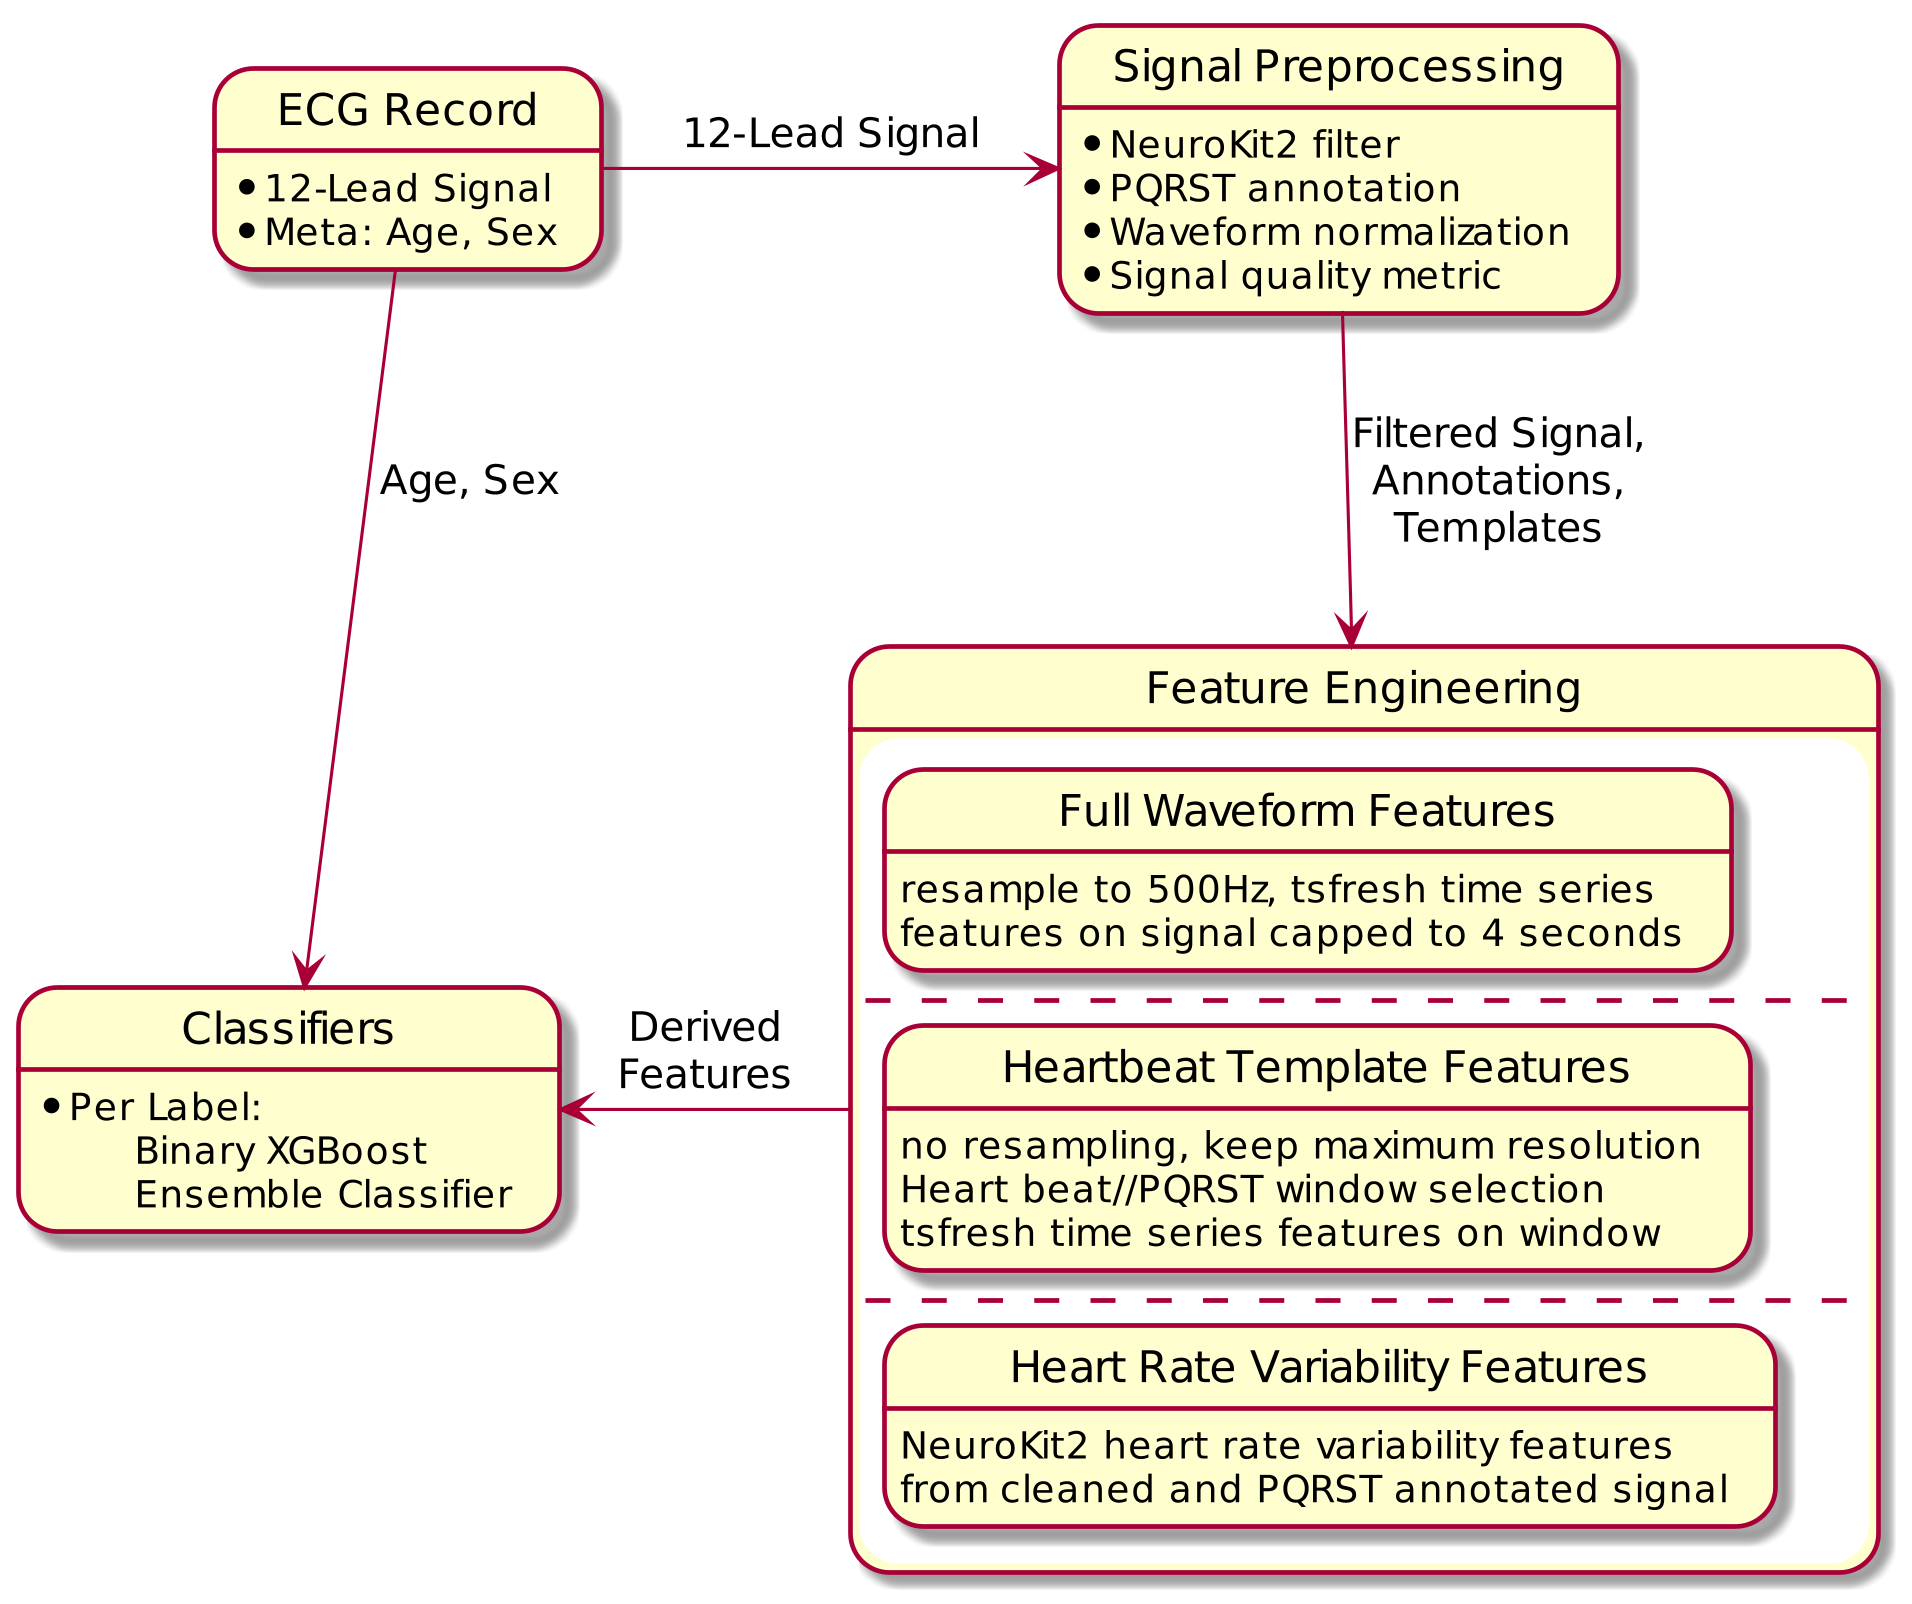 ECG Record
•12-Lead Signal
•Meta: Age, Sex
12-Lead Signal
Signal Preprocessing
•NeuroKit2 filter
•PQRST annotation
•Waveform normalization
•Signal quality metric
Age, Sex
Filtered Signal,
Annotations,
Templates
Feature Engineering
Full Waveform Features
resample to 500Hz, tsfresh time series
features on signal capped to 4 seconds
Heartbeat Template Features
no resampling, keep maximum resolution
Heart beat//PQRST window selection
tsfresh time series features on window
Heart Rate Variability Features
NeuroKit2 heart rate variability features
from cleaned and PQRST annotated signal
Derived
Features
Classifiers
•Per Label:
Binary XGBoost
Ensemble Classifier